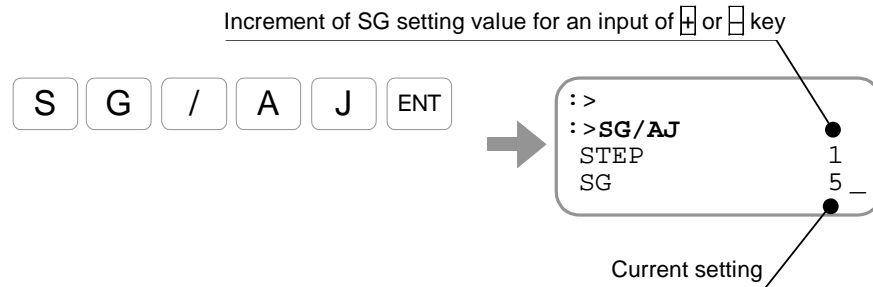 Increment of SG setting value for an input of + or – key
S G / A J ENT
:>
:>SG/AJ
STEP 1
SG 5_
Current setting